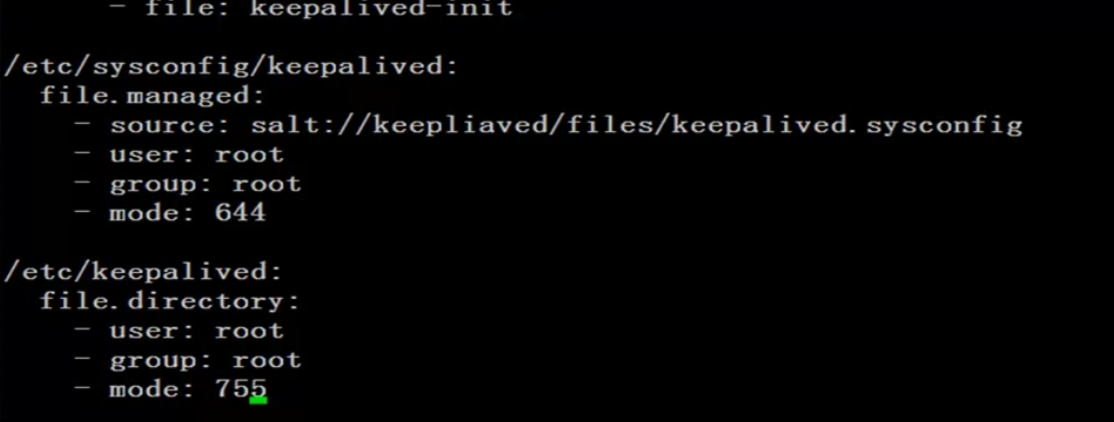 - file: keepalived-init
/etc/sysconfig/keepalived:
file.managed:
- source: salt://keepliaved/files/keepalived.sysconfig
- user: root
- group: root
- mode: 644
/etc/keepalived:
file.directory:
- user: root
- group: root
- mode: 755